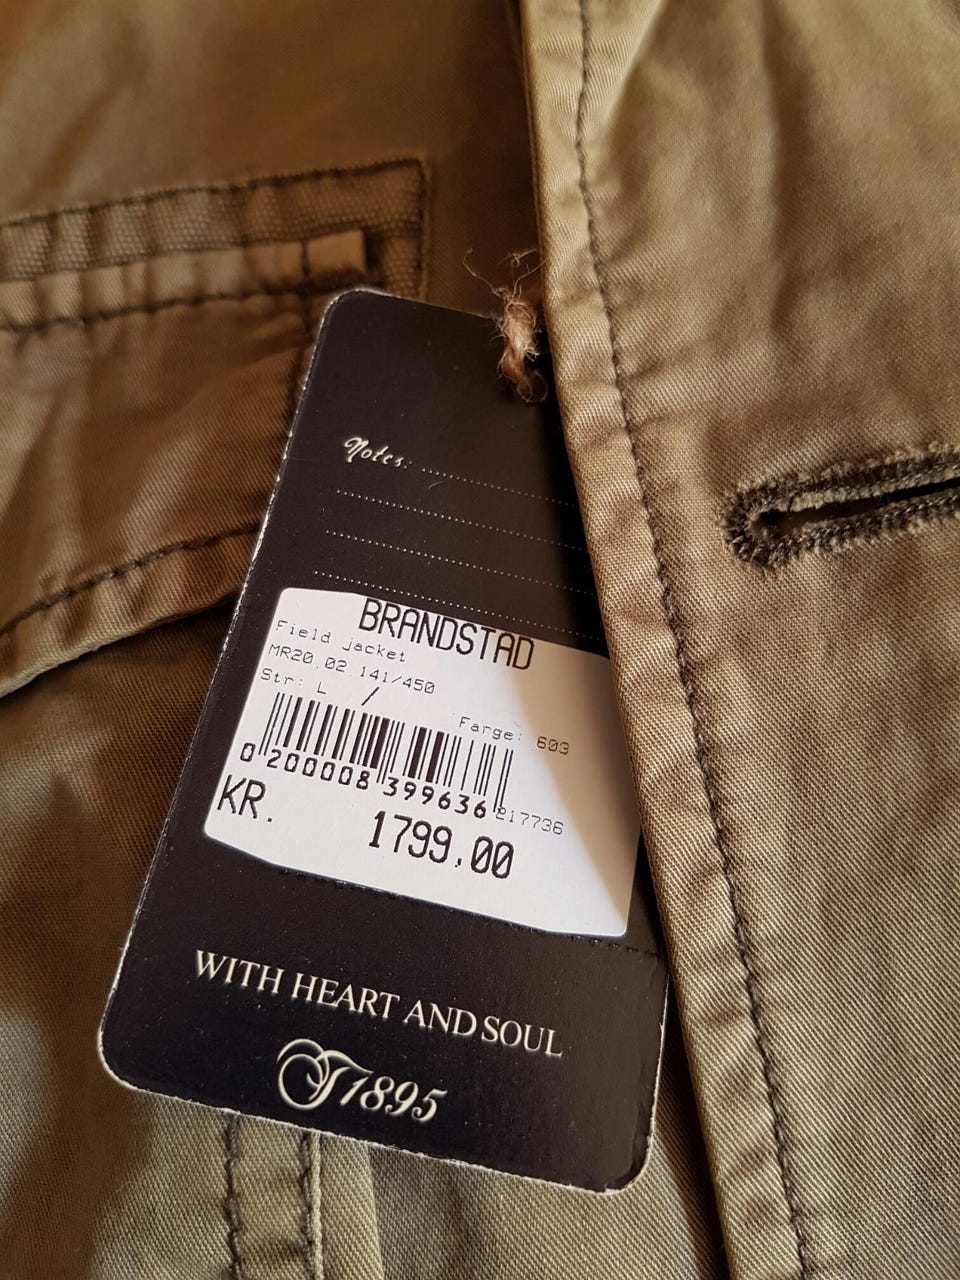 Notes:
BRANDSTAD
Field jacket
MR20.02.141/450
Str: L /
Farge: 603
0 200008 399636
217736
KR. 1799.00
WITH HEART AND SOUL
J1895